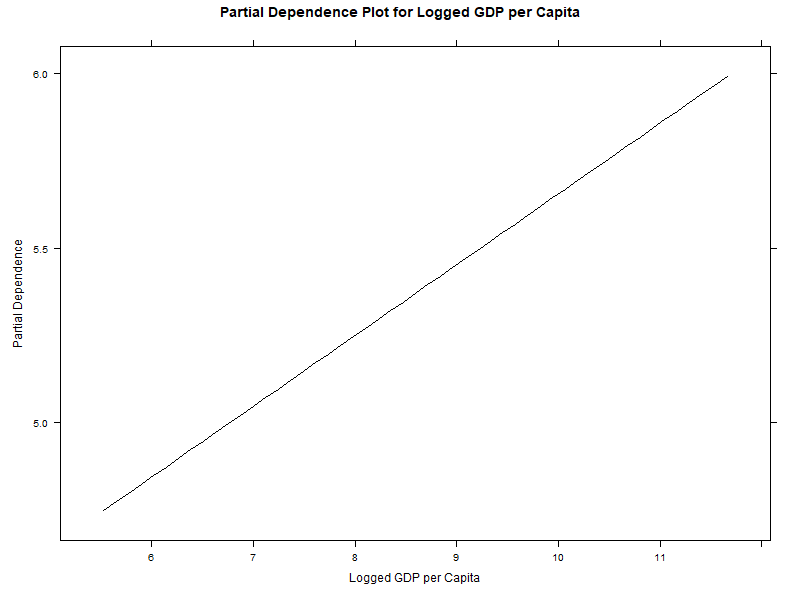 Partial Dependence Plot for Logged GDP per Capita
6.0
5.5
5.0
Partial Dependence
6 7 8 9 10 11
Logged GDP per Capita